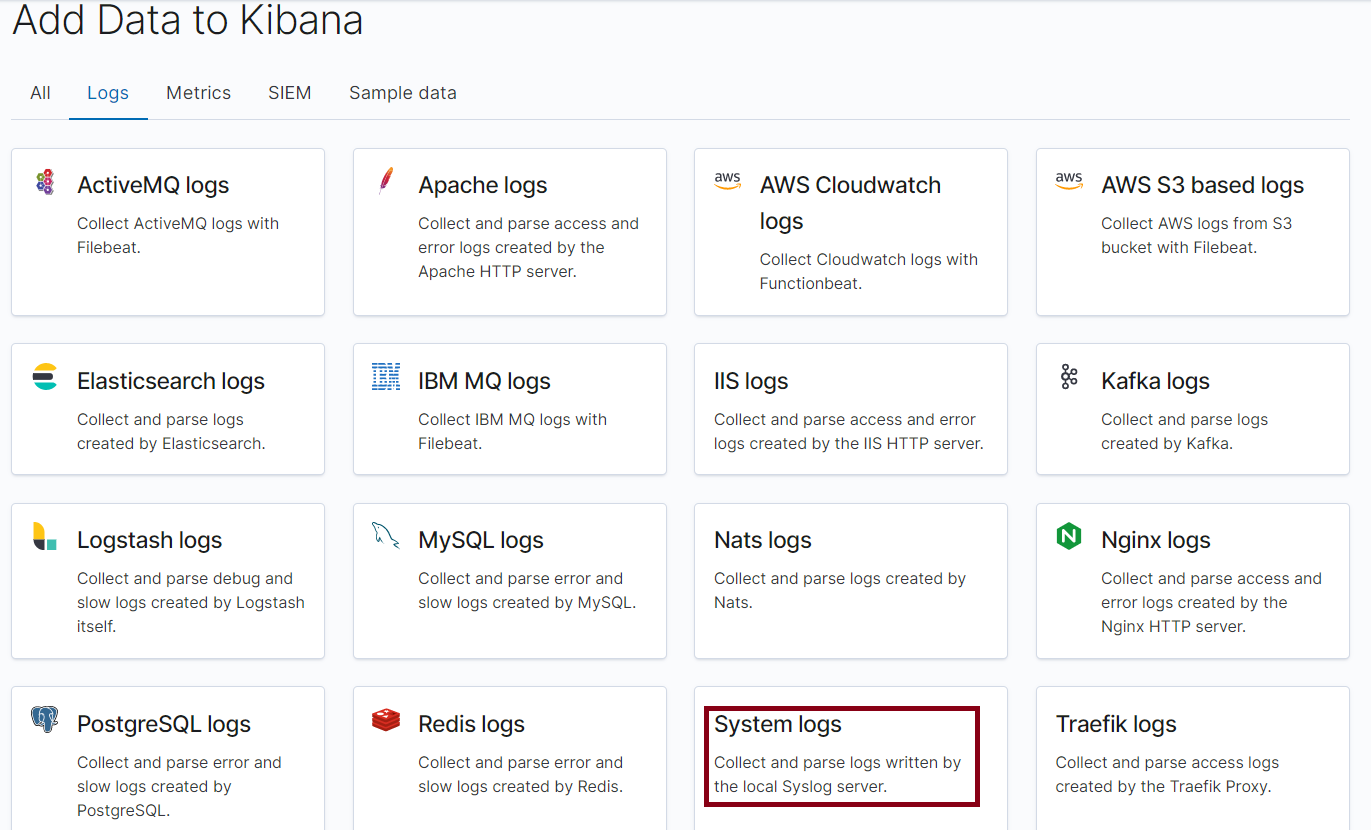 Add Data to Kibana
All Logs Metrics SIEM Sample data
ActiveMQ logs
Collect ActiveMQ logs with
Filebeat.
Apache logs
Collect and parse access and
error logs created by the
Apache HTTP server.
aws
AWS Cloudwatch
logs
Collect Cloudwatch logs with
Functionbeat.
aws
AWS S3 based logs
Collect AWS logs from S3
bucket with Filebeat.
Elasticsearch logs
Collect and parse logs
created by Elasticsearch.
IBM
IBM MQ logs
Collect IBM MQ logs with
Filebeat.
IIS logs
Collect and parse access and error
logs created by the IIS HTTP server.
Kafka logs
Collect and parse logs
created by Kafka.
Logstash logs
Collect and parse debug and
slow logs created by Logstash
itself.
MySQL logs
Collect and parse error and
slow logs created by MySQL.
Nats logs
Collect and parse logs created by
Nats.
N
Nginx logs
Collect and parse access and
error logs created by the
Nginx HTTP server.
PostgreSQL logs
Collect and parse error and
slow logs created by
PostgreSQL.
Redis logs
Collect and parse error and
slow logs created by Redis.
System logs
Collect and parse logs written by
the local Syslog server.
Traefik logs
Collect and parse access logs
created by the Traefik Proxy.